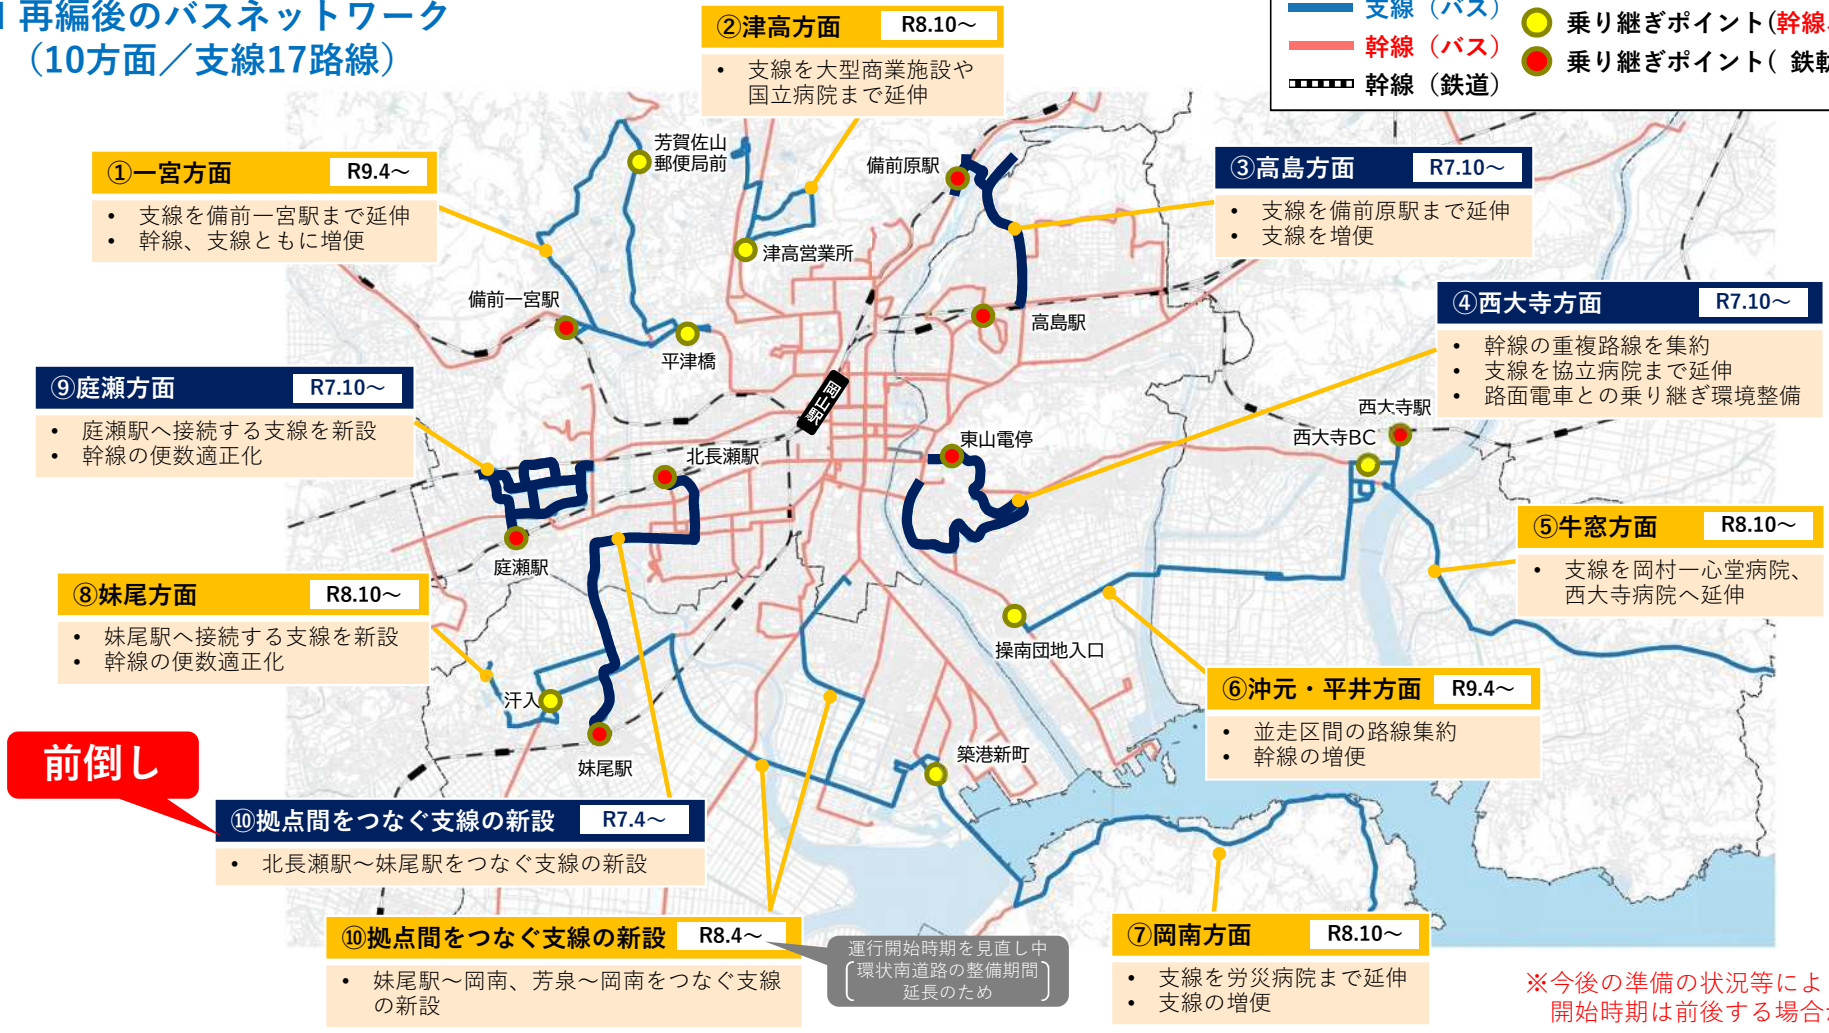 再編後のバスネットワーク
（10方面／支線17路線）
支線（バス）
幹線（バス）
幹線（鉄道）
乗り継ぎポイント(幹線
乗り継ぎポイント( 鉄軌
②津高方面 R8.10～
• 支線を大型商業施設や
国立病院まで延伸
①一宮方面 R9.4～
• 支線を備前一宮駅まで延伸
• 幹線、支線ともに増便
③高島方面 R7.10～
• 支線を備前原駅まで延伸
• 支線を増便
④西大寺方面 R7.10～
• 幹線の重複路線を集約
• 支線を協立病院まで延伸
• 路面電車との乗り継ぎ環境整備
⑨庭瀬方面 R7.10～
• 庭瀬駅へ接続する支線を新設
• 幹線の便数適正化
⑤牛窓方面 R8.10～
• 支線を岡村一心堂病院、
西大寺病院へ延伸
⑧妹尾方面 R8.10～
• 妹尾駅へ接続する支線を新設
• 幹線の便数適正化
⑥沖元・平井方面 R9.4～
• 並走区間の路線集約
• 幹線の増便
前倒し
⑩拠点間をつなぐ支線の新設 R7.4～
• 北長瀬駅～妹尾駅をつなぐ支線の新設
⑩拠点間をつなぐ支線の新設 R8.4～
• 妹尾駅～岡南、芳泉～岡南をつなぐ支線
の新設
運行開始時期を見直し中
環状南道路の整備期間
延長のため
⑦岡南方面 R8.10～
• 支線を労災病院まで延伸
• 支線の増便
※今後の準備の状況等によ
開始時期は前後する場合
芳賀佐山
郵便局前
備前原駅
津高営業所
備前一宮駅
平津橋
高島駅
岡山駅
西大寺駅
西大寺BC
東山電停
北長瀬駅
庭瀬駅
操南団地入口
汗入
妹尾駅
築港新町